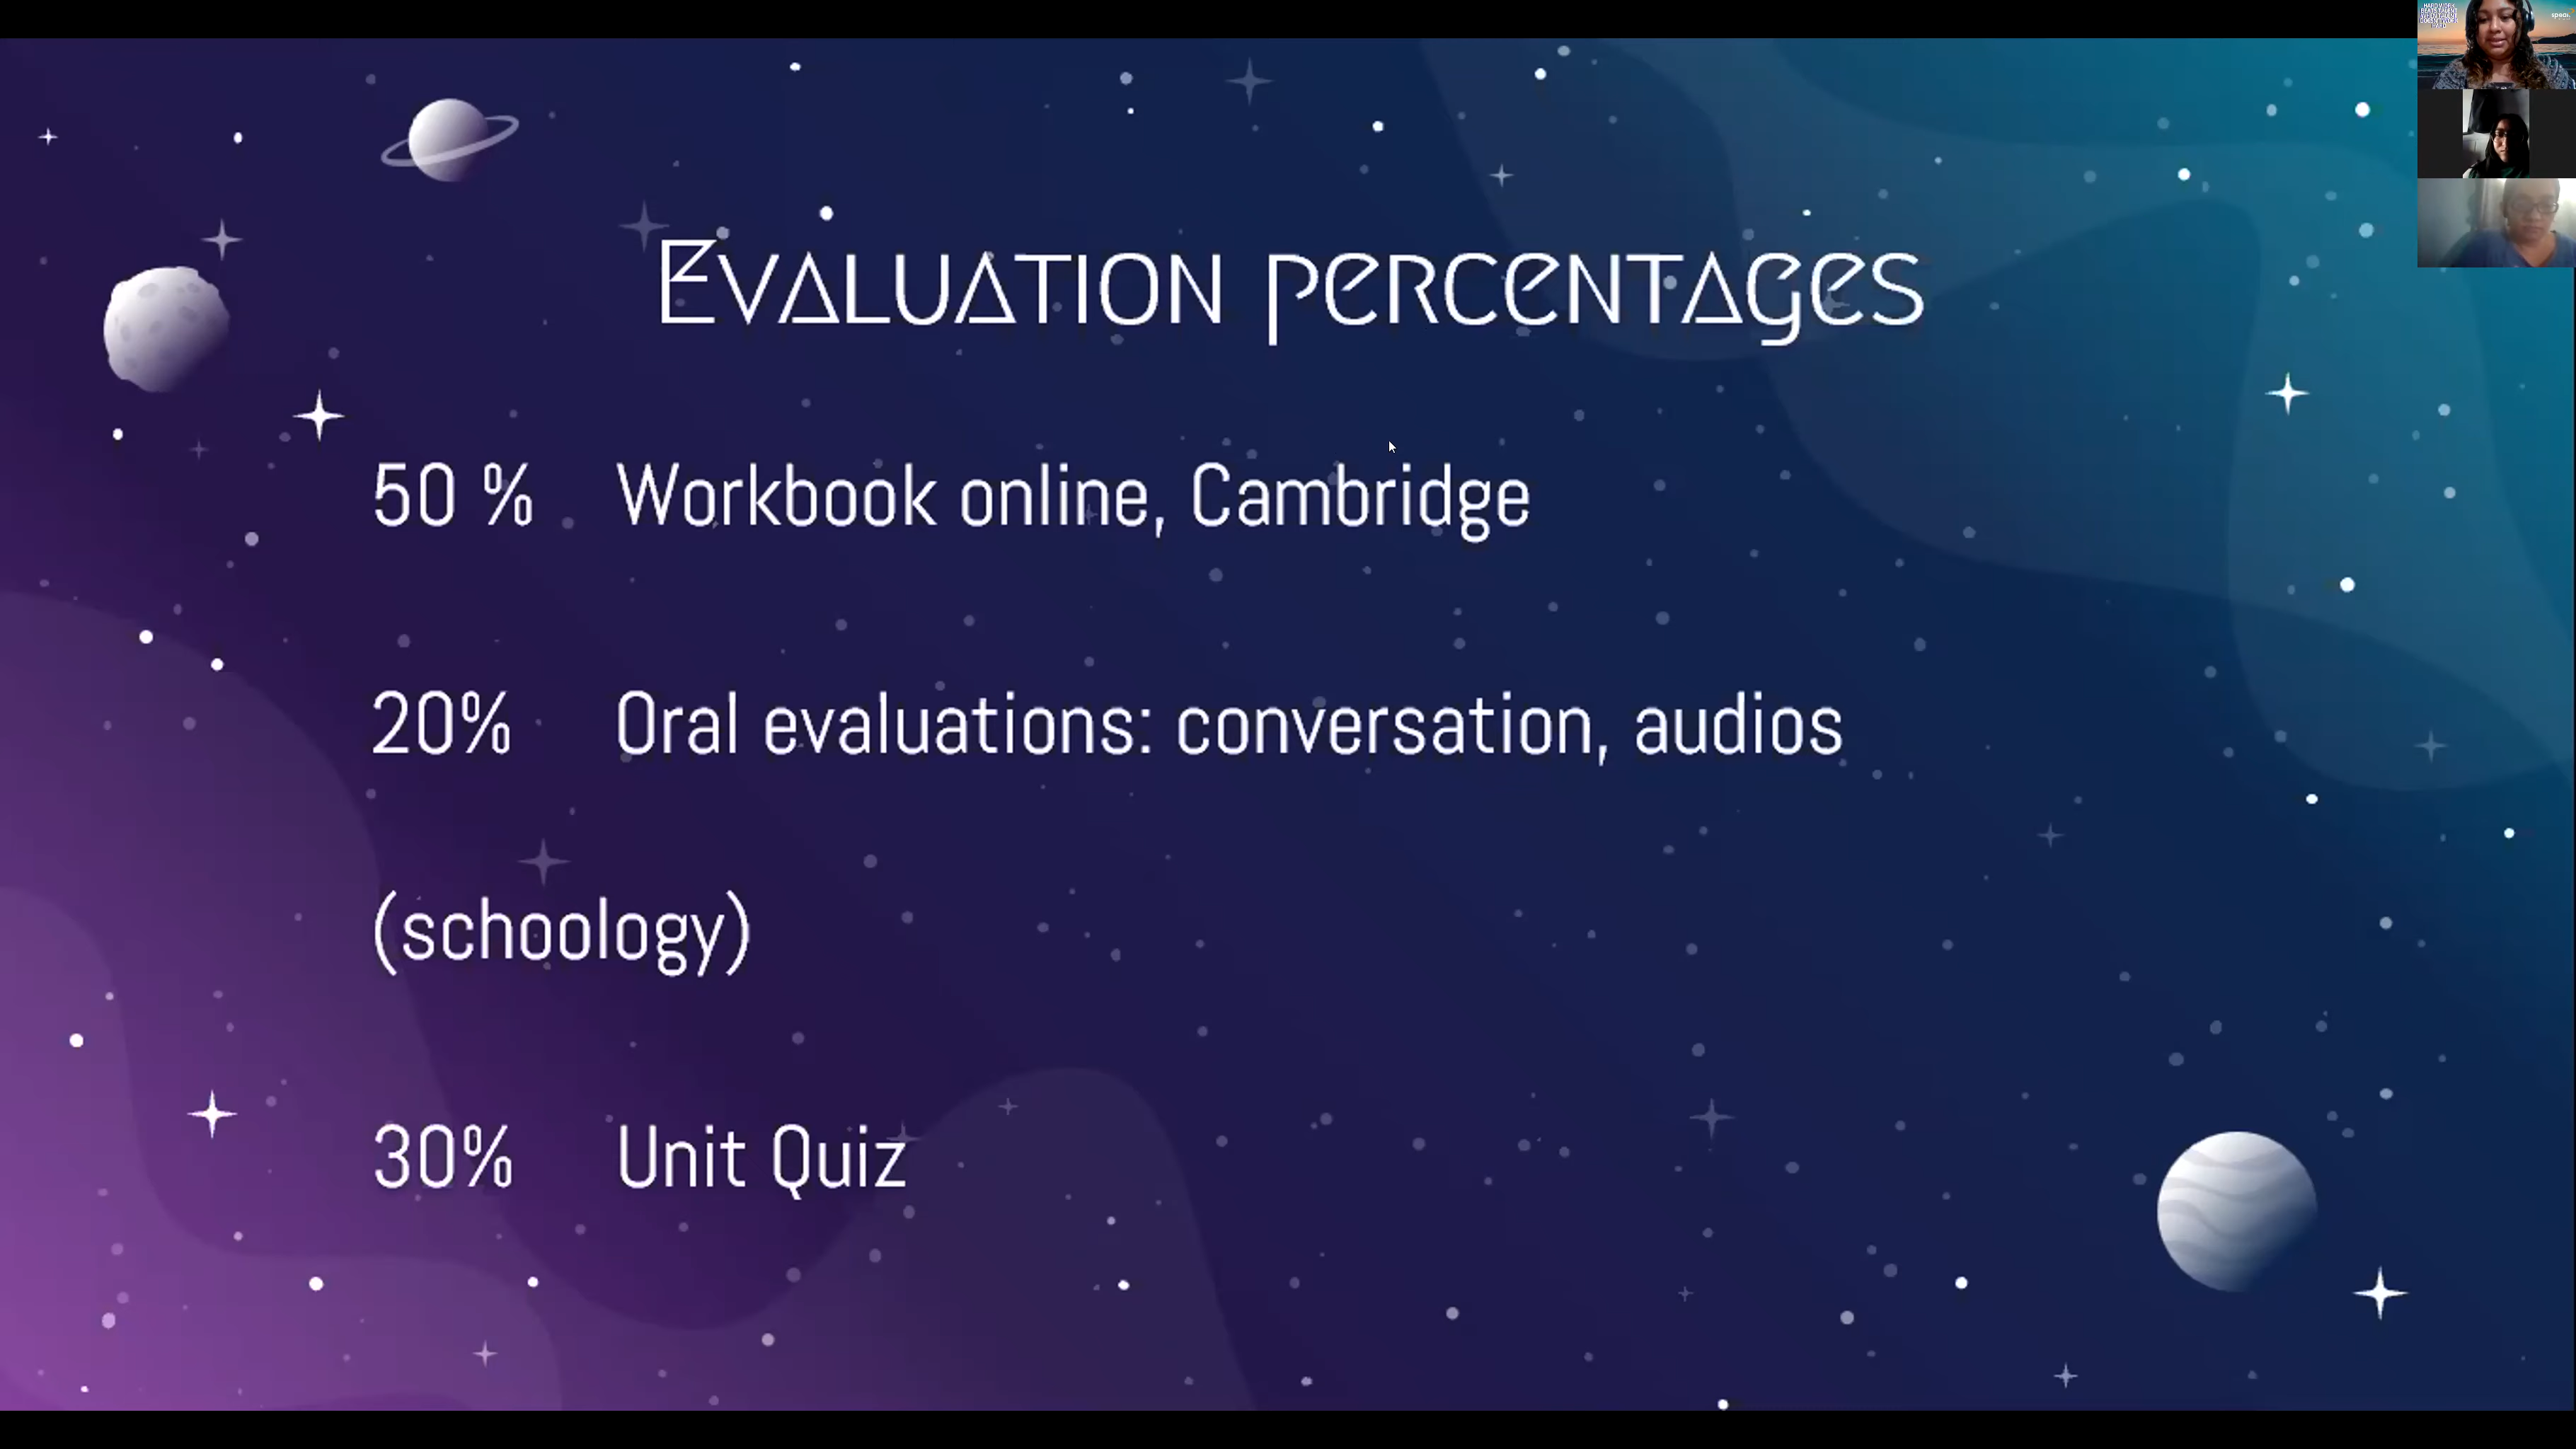 Evaluation percentages
50 % Workbook online, Cambridge
20% Oral evaluations: conversation, audios
(schoology)
30% Unit Quiz